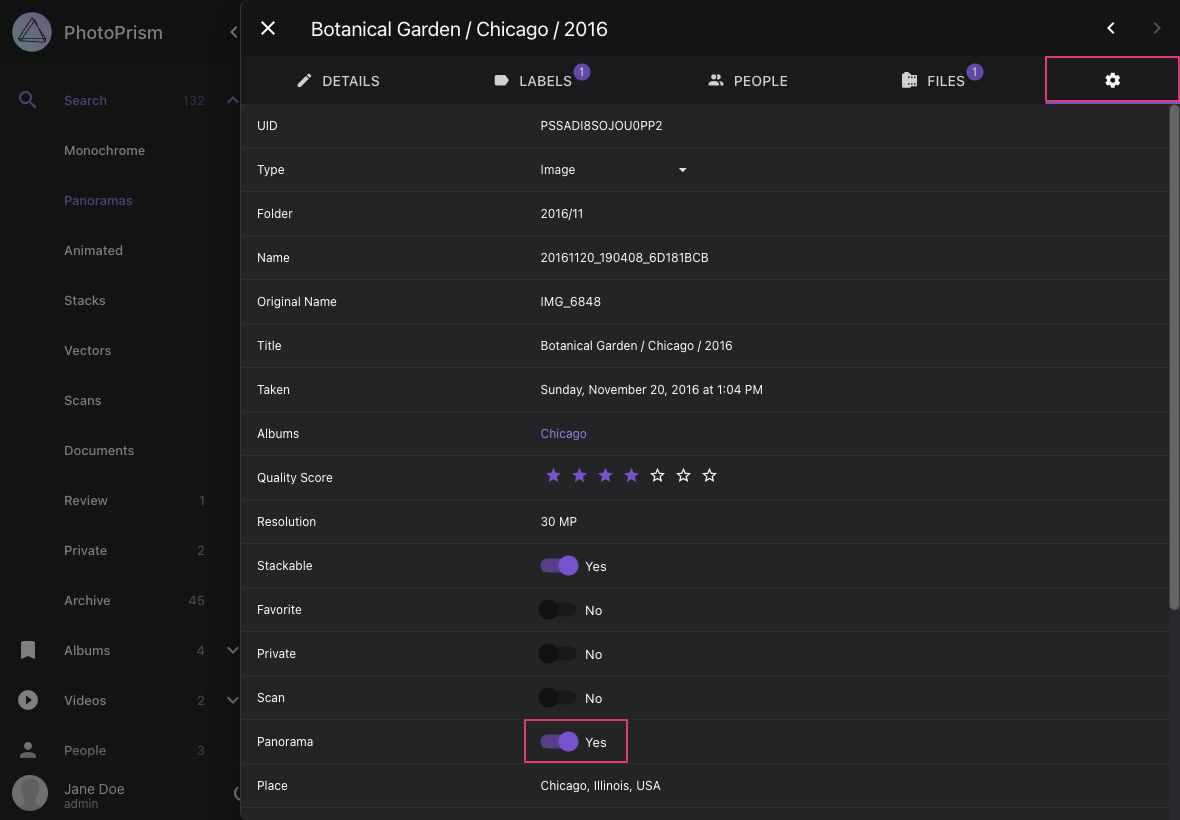 PhotoPrism
Search 132
Monochrome
Panoramas
Animated
Stacks
Vectors
Scans
Documents
Review 1
Private 2
Archive 45
Albums 4
Videos 2
People 3
Jane Doe
admin
Botanical Garden / Chicago / 2016
DETAILS LABELS 1 PEOPLE FILES 1
UID PSSADI8SOJOU0PP2
Type Image
Folder 2016/11
Name 20161120_190408_6D181BCB
Original Name IMG_6848
Title Botanical Garden / Chicago / 2016
Taken Sunday, November 20, 2016 at 1:04 PM
Albums Chicago
Quality Score
Resolution 30 MP
Stackable Yes
Favorite No
Private No
Scan No
Panorama Yes
Place Chicago, Illinois, USA